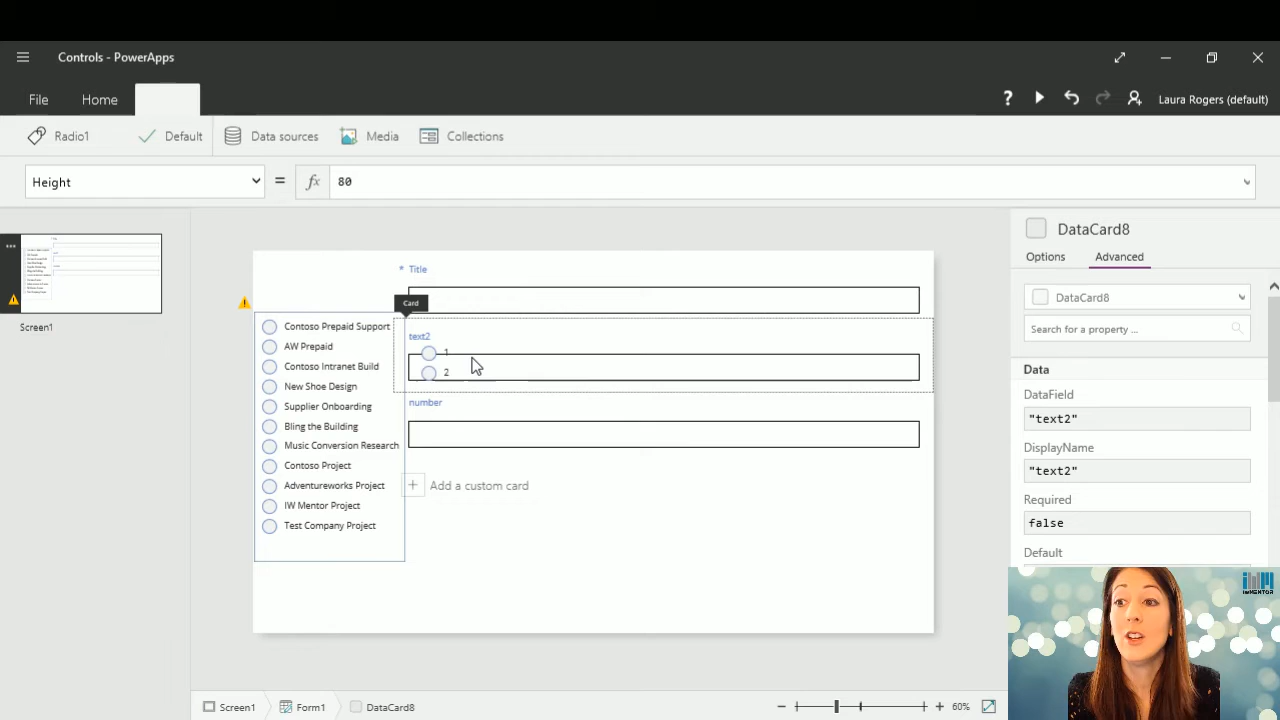 Controls - PowerApps
File
Home
? Laura Rogers (default)
Radio1
Default
Data sources
Media
Collections
Height
=
fx
80
Screen1
* Title
Card
text2
1
2
number
+ Add a custom card
Contoso Prepaid Support
AW Prepaid
Contoso Intranet Build
New Shoe Design
Supplier Onboarding
Bling the Building
Music Conversion Research
Contoso Project
Adventureworks Project
IW Mentor Project
Test Company Project
DataCard8
Options
Advanced
DataCard8
Search for a property ...
Data
DataField
"text2"
DisplayName
"text2"
Required
false
Default
IWMENTOR
Screen1
Form1
DataCard8
60%